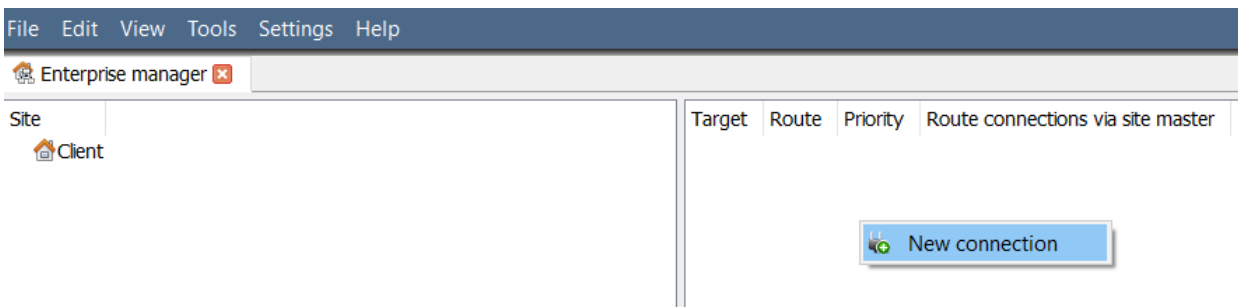 File Edit View Tools Settings Help
Enterprise manager
Site
Target Route Priority Route connections via site master
Client
New connection